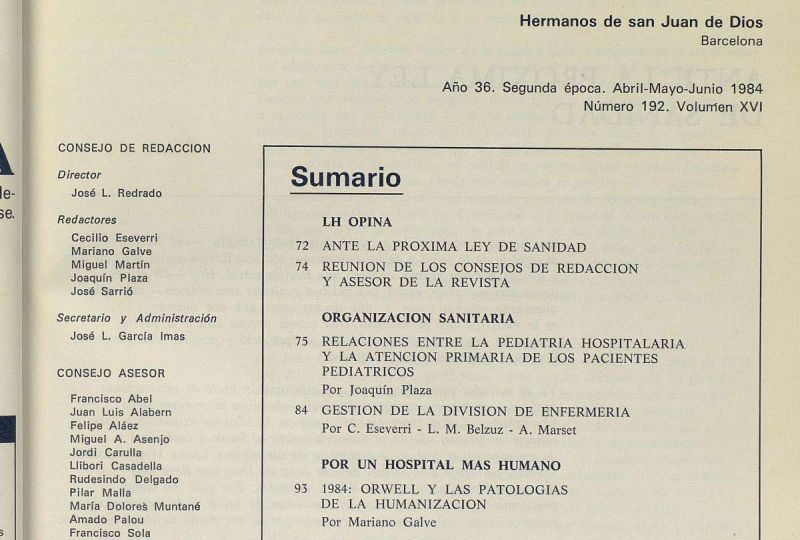 Hermanos de san Juan de Dios
Barcelona
Año 36. Segunda época. Abril-Mayo-Junio 1984
Número 192. Volumen XVI
CONSEJO DE REDACCION
Director
José L. Redrado
Redactores
Cecilio Eseverri
Mariano Galve
Miguel Martín
Joaquín Plaza
José Sarrió
Secretario y Administración
José L. García Imas
CONSEJO ASESOR
Francisco Abel
Juan Luis Alabern
Felipe Aláez
Miguel A. Asenjo
Jordi Carulla
Llibori Casadella
Rudesindo Delgado
Pilar Malla
María Dolores Muntané
Amado Palou
Francisco Sola
Sumario
LH OPINA
72 ANTE LA PROXIMA LEY DE SANIDAD
74 REUNION DE LOS CONSEJOS DE REDACCION
Y ASESOR DE LA REVISTA
ORGANIZACION SANITARIA
75 RELACIONES ENTRE LA PEDIATRIA HOSPITALARIA
Y LA ATENCION PRIMARIA DE LOS PACIENTES
PEDIATRICOS
Por Joaquín Plaza
84 GESTION DE LA DIVISION DE ENFERMERIA
Por C. Eseverri - L. M. Belzuz - A. Marset
POR UN HOSPITAL MAS HUMANO
93 1984: ORWELL Y LAS PATOLOGIAS
DE LA HUMANIZACION
Por Mariano Galve